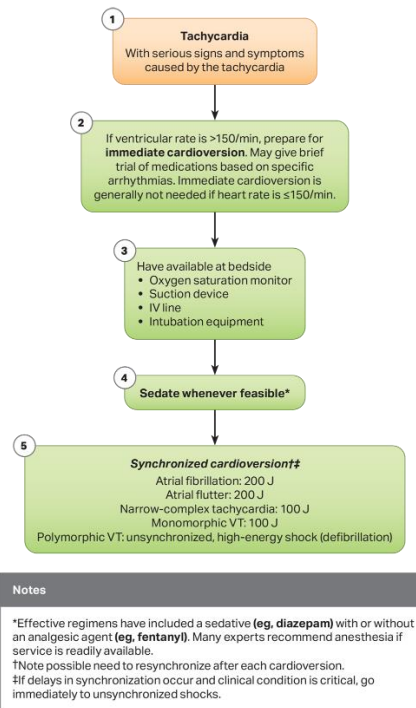 1
Tachycardia
With serious signs and symptoms
caused by the tachycardia
2
If ventricular rate is >150/min, prepare for
immediate cardioversion. May give brief
trial of medications based on specific
arrhythmias. Immediate cardioversion is
generally not needed if heart rate is ≤150/min.
3
Have available at bedside
• Oxygen saturation monitor
• Suction device
• IV line
• Intubation equipment
4
Sedate whenever feasible*
5
Synchronized cardioversion†‡
Atrial fibrillation: 200 J
Atrial flutter: 200 J
Narrow-complex tachycardia: 100 J
Monomorphic VT: 100 J
Polymorphic VT: unsynchronized, high-energy shock (defibrillation)
Notes
*Effective regimens have included a sedative (eg, diazepam) with or without
an analgesic agent (eg, fentanyl). Many experts recommend anesthesia if
service is readily available.
†Note possible need to resynchronize after each cardioversion.
‡If delays in synchronization occur and clinical condition is critical, go
immediately to unsynchronized shocks.